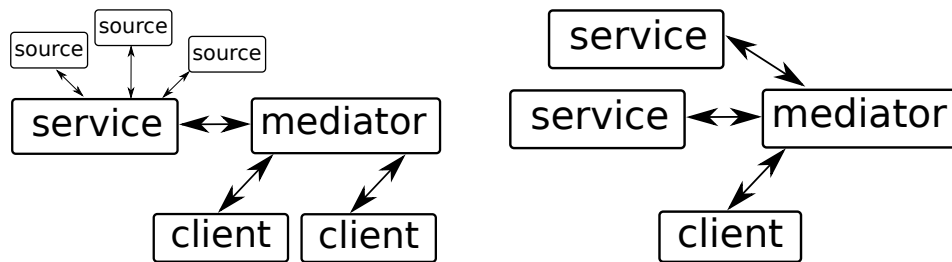 source
source
source
service
mediator
client
client
service
service
mediator
client